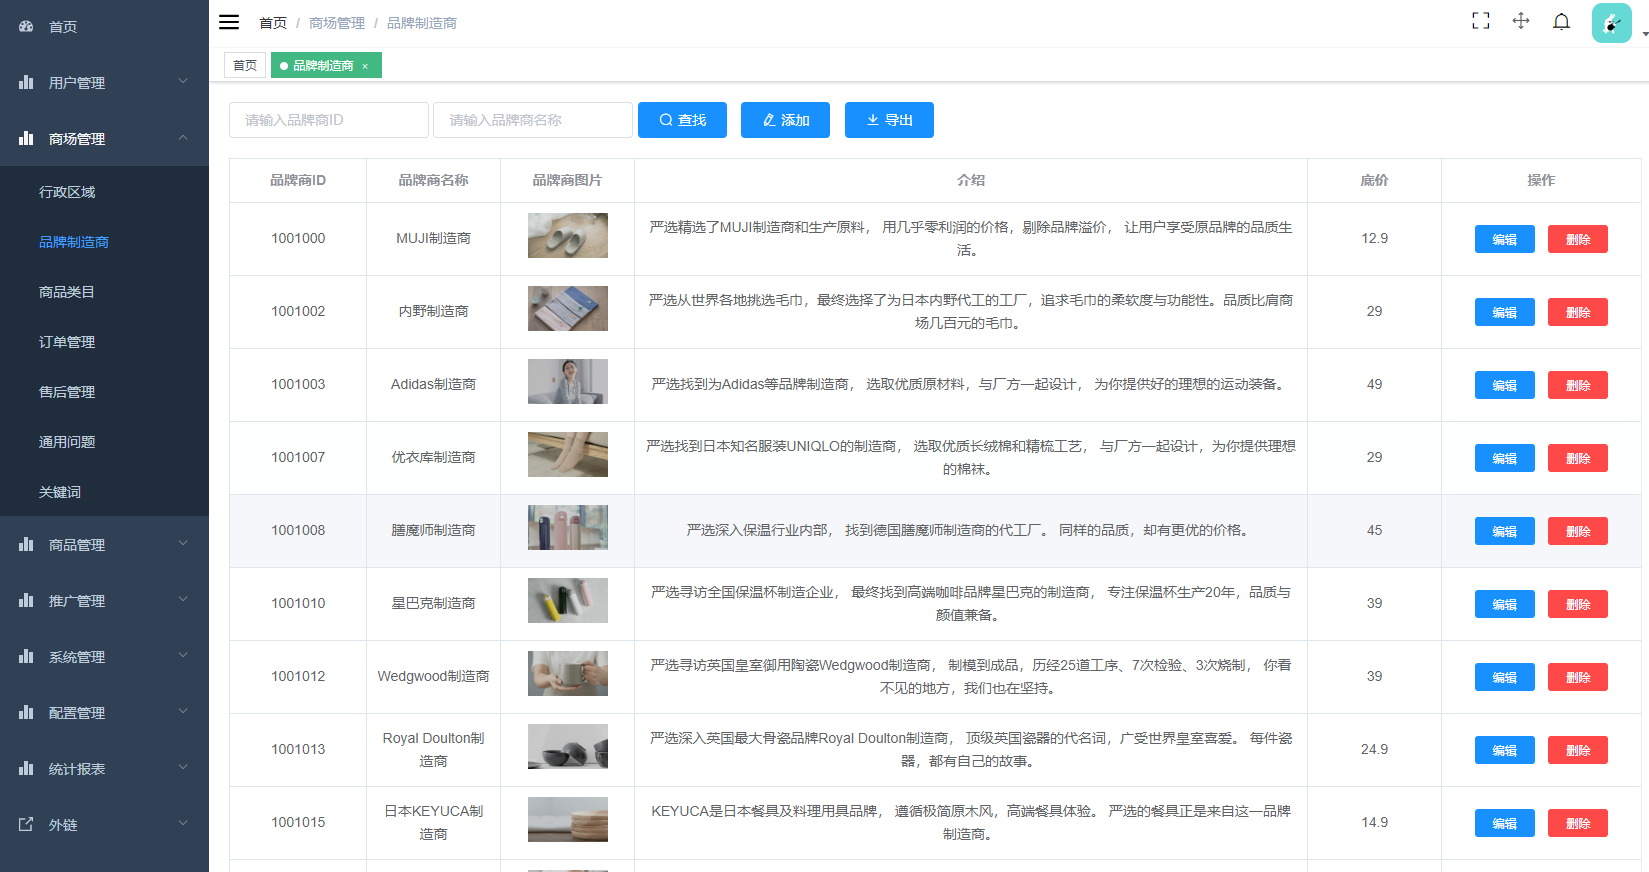 首页
用户管理
商场管理
行政区域
品牌制造商
商品类目
订单管理
售后管理
通用问题
关键词
商品管理
推广管理
系统管理
配置管理
统计报表
外链
首页 / 商场管理 / 品牌制造商
首页
品牌制造商 ×
请输入品牌商ID 请输入品牌商名称 查找 添加 导出
品牌商ID 品牌商名称 品牌商图片 介绍 底价 操作
1001000 MUJI制造商 严选精选了MUJI制造商和生产原料， 用几乎零利润的价格，剔除品牌溢价， 让用户享受原品牌的品质生
活。 12.9 编辑 删除
1001002 内野制造商 严选从世界各地挑选毛巾，最终选择了为日本内野代工的工厂，追求毛巾的柔软度与功能性。品质比肩商
场几百元的毛巾。 29 编辑 删除
1001003 Adidas制造商 严选找到为Adidas等品牌制造商， 选取优质原材料，与厂方一起设计， 为你提供好的理想的运动装备。 49 编辑 删除
1001007 优衣库制造商 严选找到日本知名服装UNIQLO的制造商， 选取优质长绒棉和精梳工艺， 与厂方一起设计，为你提供理想
的棉袜。 29 编辑 删除
1001008 膳魔师制造商 严选深入保温行业内部， 找到德国膳魔师制造商的代工厂。 同样的品质，却有更优的价格。 45 编辑 删除
1001010 星巴克制造商 严选寻访全国保温杯制造企业， 最终找到高端咖啡品牌星巴克的制造商， 专注保温杯生产20年，品质与
颜值兼备。 39 编辑 删除
1001012 Wedgwood制造商 严选寻访英国皇室御用陶瓷Wedgwood制造商， 制模到成品，历经25道工序、7次检验、3次烧制， 你看
不见的地方，我们也在坚持。 39 编辑 删除
1001013 Royal Doulton制
造商 严选深入英国最大骨瓷品牌Royal Doulton制造商， 顶级英国瓷器的代名词，广受世界皇室喜爱。 每件瓷
器，都有自己的故事。 24.9 编辑 删除
1001015 日本KEYUCA制
造商 KEYUCA是日本餐具及料理用具品牌， 遵循极简原木风，高端餐具体验。 严选的餐具正是来自这一品牌
制造商。 14.9 编辑 删除